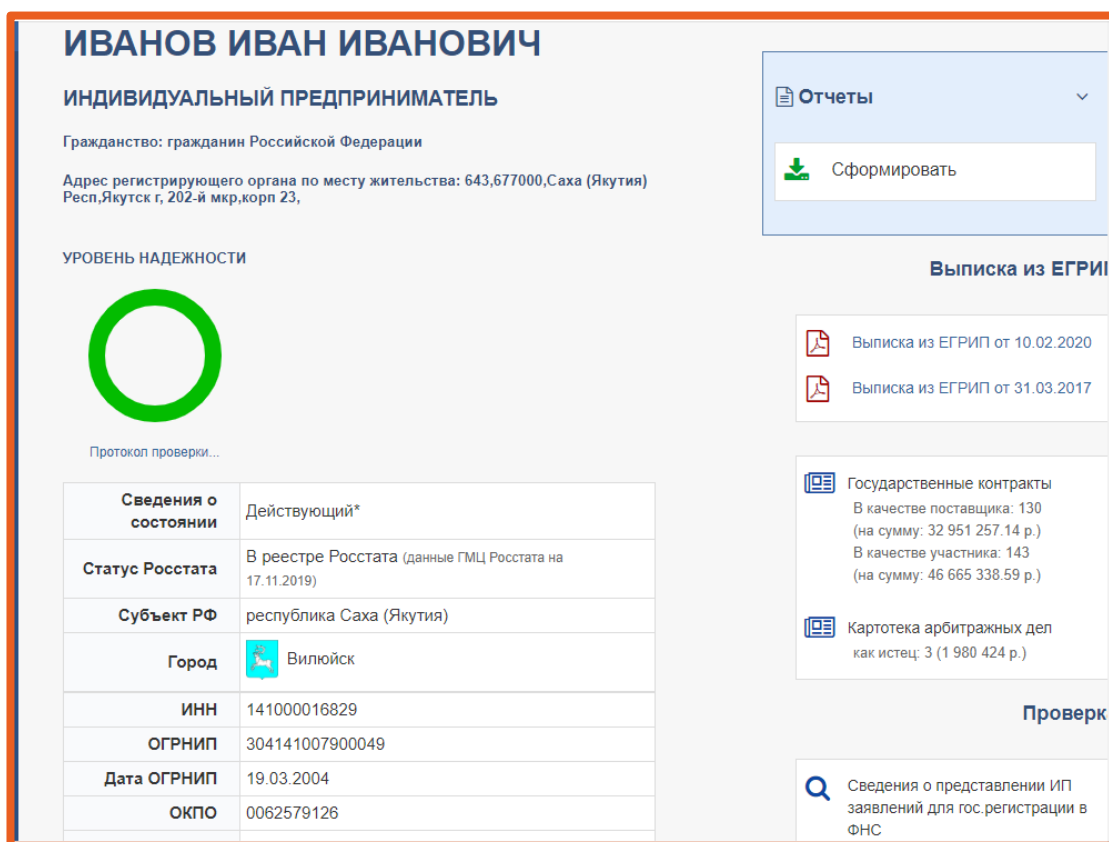 ИВАНОВ ИВАН ИВАНОВИЧ
ИНДИВИДУАЛЬНЫЙ ПРЕДПРИНИМАТЕЛЬ
Гражданство: гражданин Российской Федерации
Адрес регистрирующего органа по месту жительства: 643,677000,Саха (Якутия)
Респ,Якутск г, 202-й мкр,корп 23,
УРОВЕНЬ НАДЕЖНОСТИ
Протокол проверки...
Сведения о
состоянии
Действующий*
Статус Росстата
В реестре Росстата (данные ГМЦ Росстата на
17.11.2019)
Субъект РФ
республика Саха (Якутия)
Город
Вилюйск
ИНН
141000016829
ОГРНИП
304141007900049
Дата ОГРНИП
19.03.2004
ОКПО
0062579126
Отчеты
Сформировать
Выписка из ЕГРИ
Выписка из ЕГРИП от 10.02.2020
Выписка из ЕГРИП от 31.03.2017
Государственные контракты
В качестве поставщика: 130
(на сумму: 32 951 257.14 р.)
В качестве участника: 143
(на сумму: 46 665 338.59 р.)
Картотека арбитражных дел
как истец: 3 (1 980 424 р.)
Проверк
Сведения о представлении ИП
заявлений для гос.регистрации в
ФНС